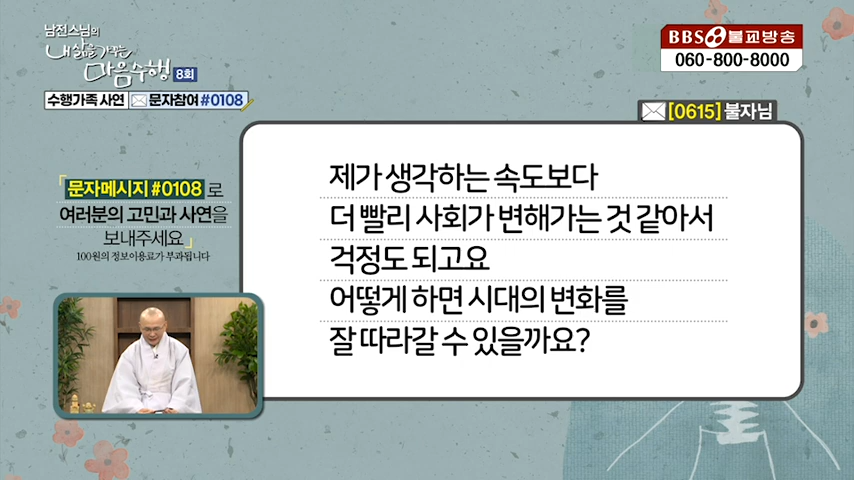 남전스님의
내 삶을 가꾸는
마음수행 8회
수행가족 사연 문자참여 #0108
BBS 불교방송
060-800-8000
[0615] 불자님
「문자메시지 #0108로
여러분의 고민과 사연을
보내주세요」
100원의 정보이용료가 부과됩니다
제가 생각하는 속도보다
더 빨리 사회가 변해가는 것 같아서
걱정도 되고요
어떻게 하면 시대의 변화를
잘 따라갈 수 있을까요?